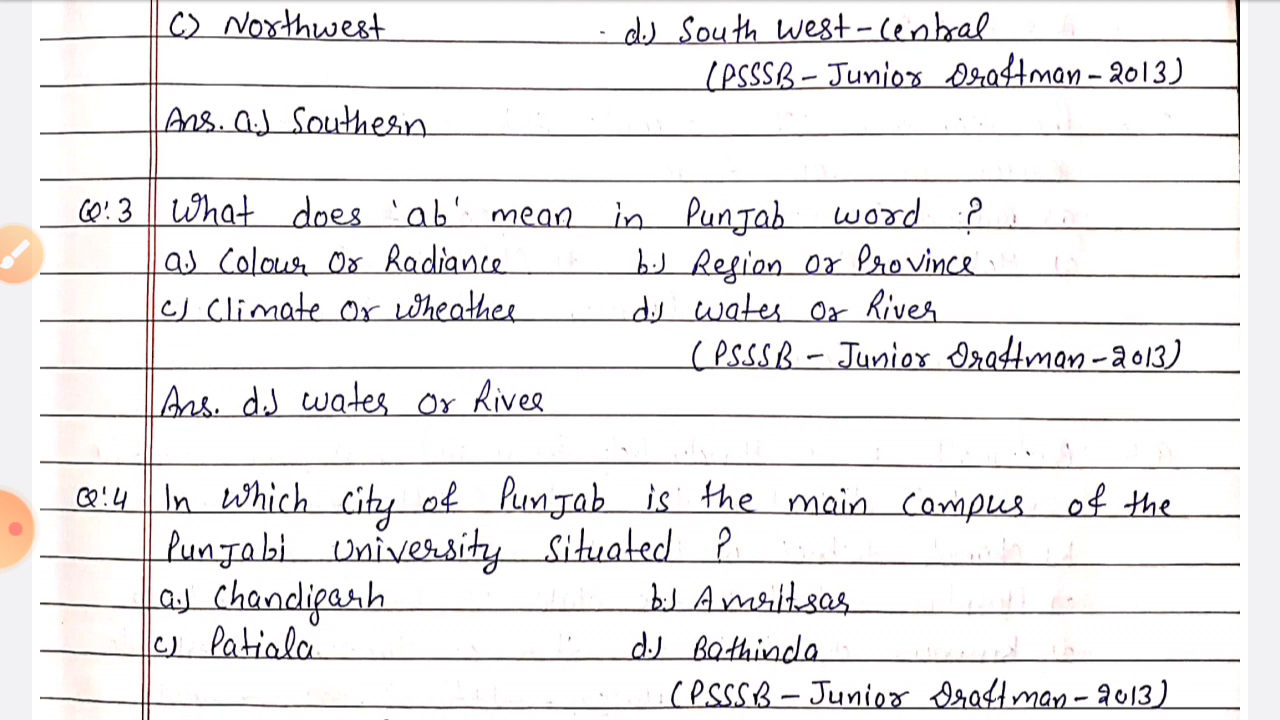 C) Northwest d.) South West-Central
(PSSSB - Junior Draftman - 2013)
Ans. a.) Southern
Q:3 What does 'ab' mean in Punjab word ?
a.) Colour Or Radiance b.) Region or Province
c) Climate Or Wheather d.) Water Or River
(PSSSB - Junior Draftman - 2013)
Ans. d.) Water Or River
Q:4 In which city of Punjab is the main campus of the
Punjabi University situated ?
a.) Chandigarh b.) Amritsar
c) Patiala d.) Bathinda
(PSSSB - Junior Draftman - 2013)